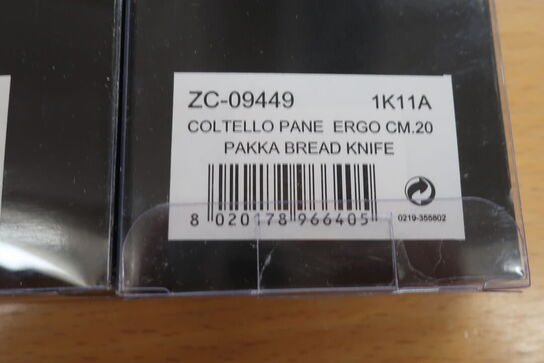 ZC-09449 1K11A
COLTELLO PANE ERGO CM.20
PAKKA BREAD KNIFE
8 020178 966405
0219-355802